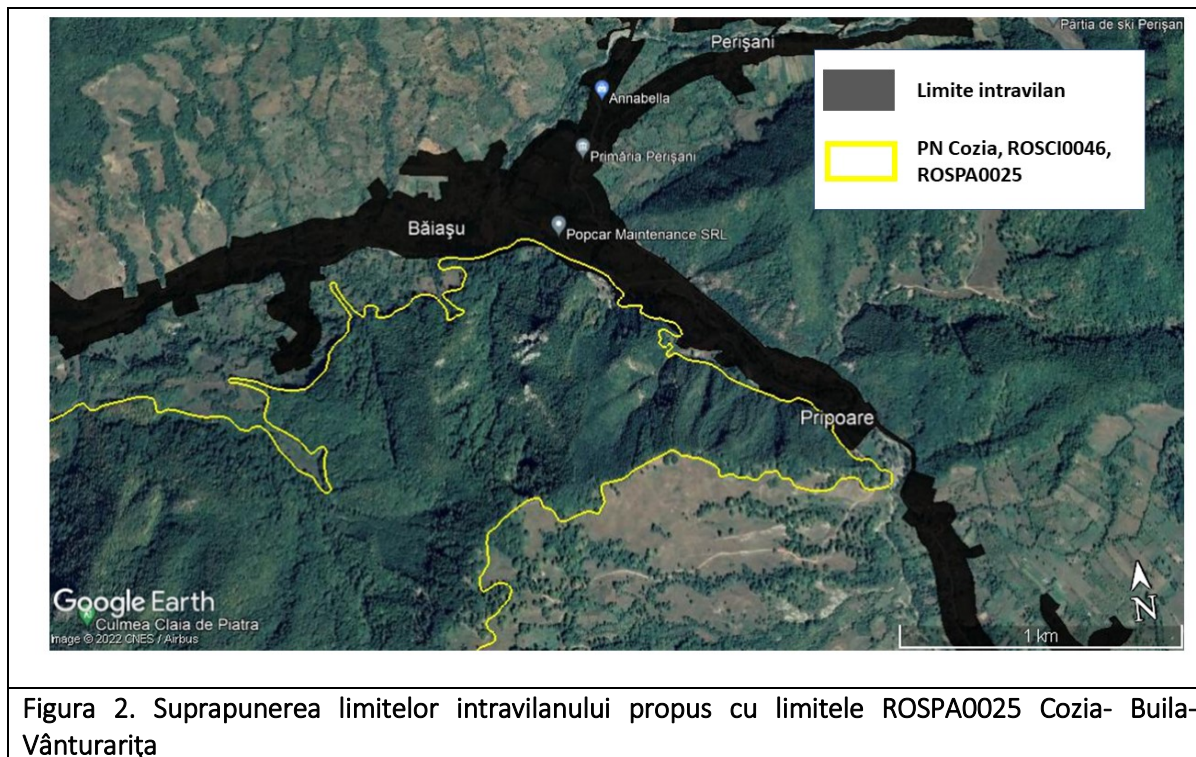 Pârtia de ski Perișan
Perișani
Annabella
Primăria Perișani
Limite intravilan
PN Cozia, ROSCI0046,
ROSPA0025
Băiașu
Popcar Maintenance SRL
Pripoare
Google Earth
Culmea Claia de Piatra
Image © 2022 CNES / Airbus
N
1 km
Figura 2. Suprapunerea limitelor intravilanului propus cu limitele ROSPA0025 Cozia- Buila-
Vânturarița